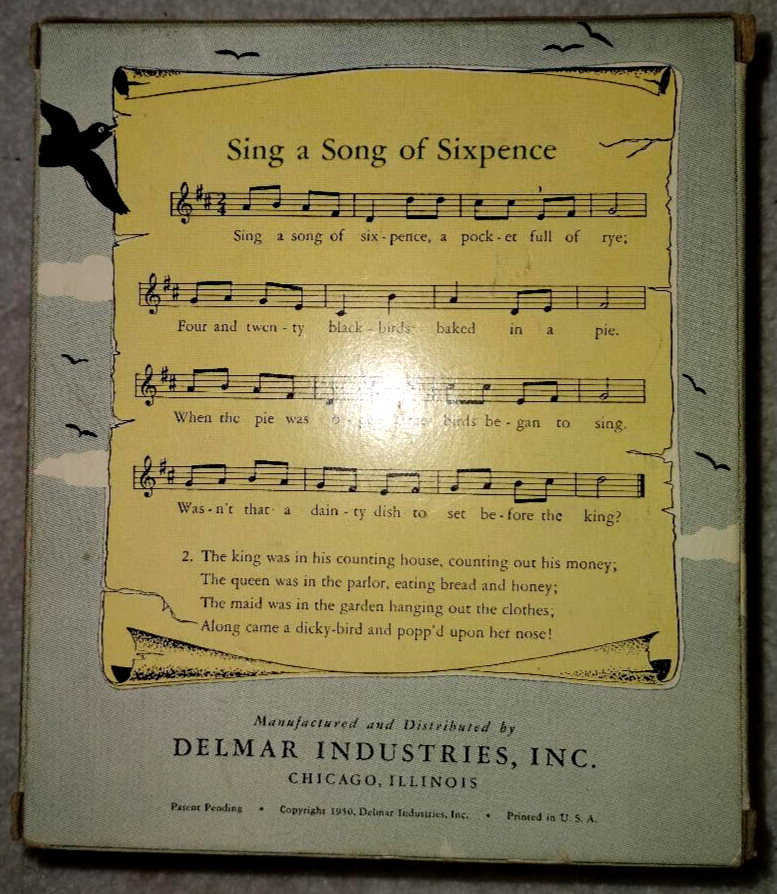 Sing a Song of Sixpence
2
4
Sing a song of six - pence, a pock - et full of rye;
Four and twen - ty black - birds baked in a pie.
When the pie was birds be - gan to sing.
Was - n't that a dain - ty dish to set be - fore the king?
2. The king was in his counting house, counting out his money;
The queen was in the parlor, eating bread and honey;
The maid was in the garden hanging out the clothes;
Along came a dicky-bird and popp'd upon her nose!
Manufactured and Distributed by
DELMAR INDUSTRIES, INC.
CHICAGO, ILLINOIS
Patent Pending • Copyright 1950, Delmar Industries, Inc. • Printed in U. S. A.